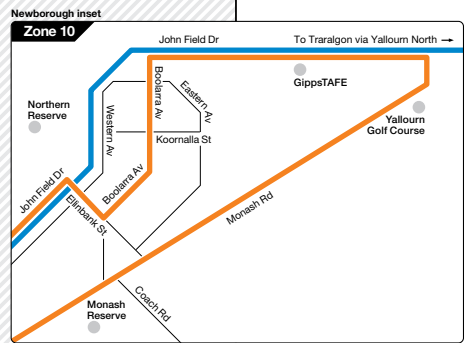 Newborough inset
Zone 10
John Field Dr
To Traralgon via Yallourn North →
GippsTAFE
Boolarra Av
Eastern Av
Northern
Reserve
Western Av
Yallourn
Golf Course
Koornalla St
Boolarra Av
John Field Dr
Ellinbank St
Monash Rd
Monash
Reserve
Coach Rd